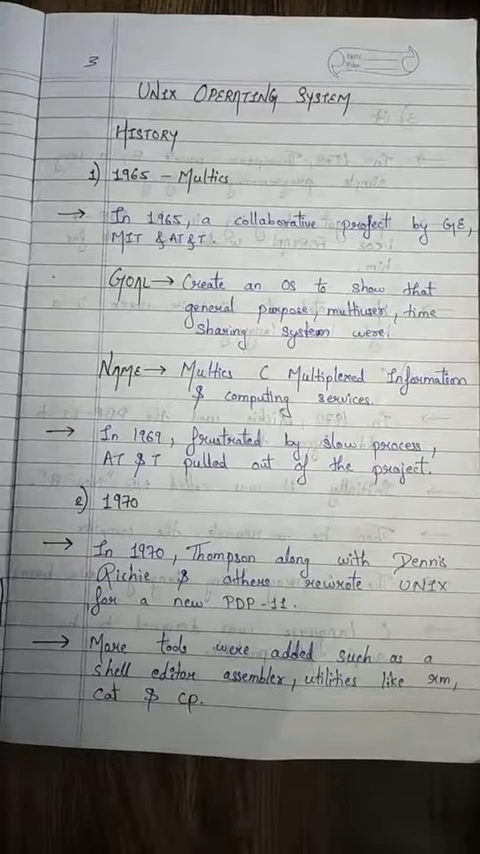 3
UNIX OPERATING SYSTEM
HISTORY
1) 1965 - Multics
→ In 1965, a collaborative project by GE,
MIT & AT&T.
GOAL → Create an OS to show that
general purpose, multiuser, time
sharing system were.
NAME → Multics C Multiplexed Information
& computing services.
→ In 1969, frustrated by slow process,
AT & T pulled out of the project.
2) 1970
→ In 1970, Thompson along with Dennis
Richie & others rewrote UNIX
for a new PDP-11.
→ More tools were added such as a
shell editor assembler, utilities like rm,
cat & cp.